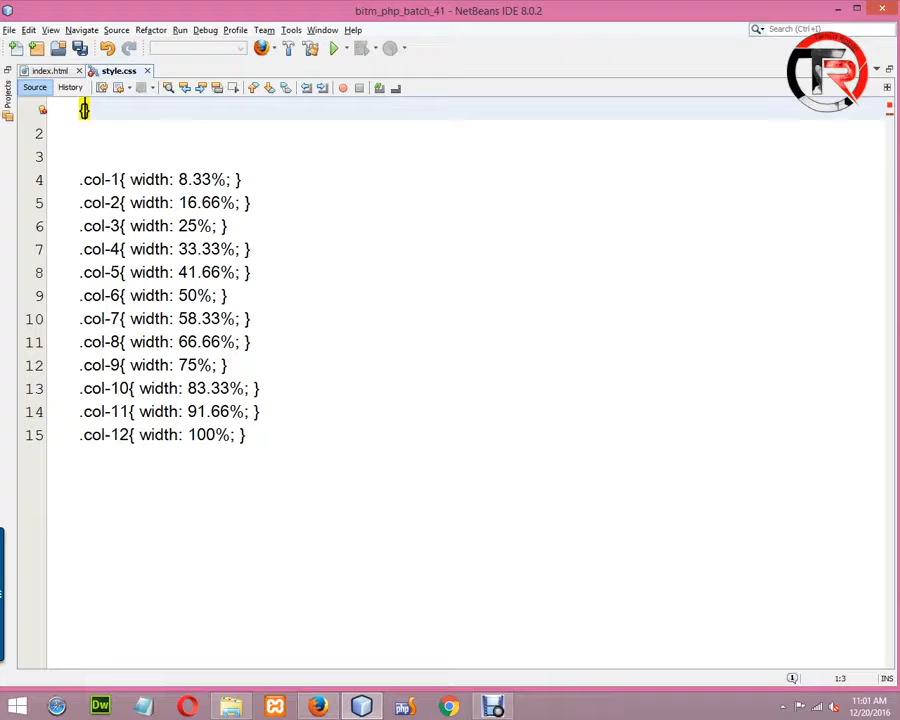 bitm_php_batch_41 - NetBeans IDE 8.0.2
File Edit View Navigate Source Refactor Run Debug Profile Team Tools Window Help
Search (Ctrl+I)
index.html
style.css
Source History
Projects
{}
2
3
4 .col-1{ width: 8.33%; }
5 .col-2{ width: 16.66%; }
6 .col-3{ width: 25%; }
7 .col-4{ width: 33.33%; }
8 .col-5{ width: 41.66%; }
9 .col-6{ width: 50%; }
10 .col-7{ width: 58.33%; }
11 .col-8{ width: 66.66%; }
12 .col-9{ width: 75%; }
13 .col-10{ width: 83.33%; }
14 .col-11{ width: 91.66%; }
15 .col-12{ width: 100%; }
1:3 INS
Dw
php
11:01 AM
12/20/2016